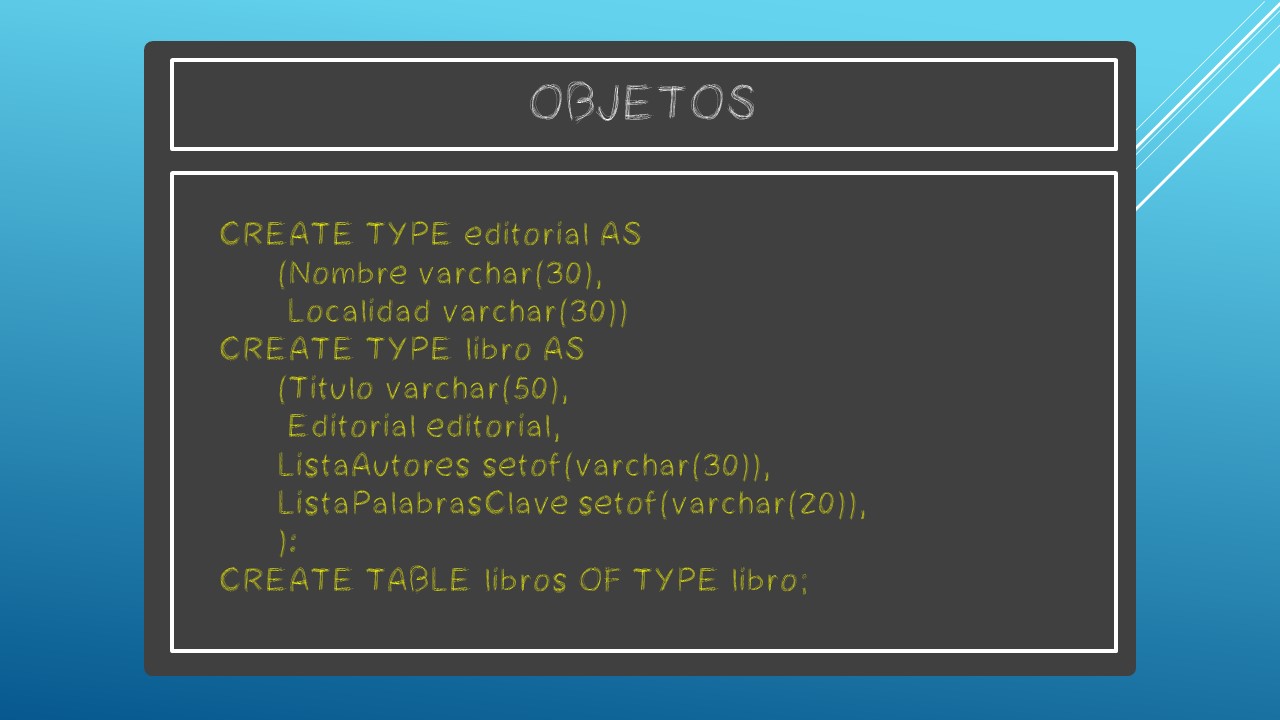 OBJETOS
CREATE TYPE editorial AS
(Nombre varchar(30),
Localidad varchar(30))
CREATE TYPE libro AS
(Titulo varchar(50),
Editorial editorial,
ListaAutores setof(varchar(30)),
ListaPalabrasClave setof(varchar(20)),
):
CREATE TABLE libros OF TYPE libro;